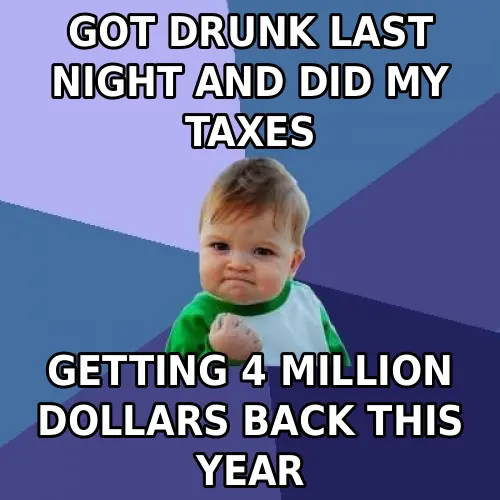 GOT DRUNK LAST
NIGHT AND DID MY
TAXES
GETTING 4 MILLION
DOLLARS BACK THIS
YEAR